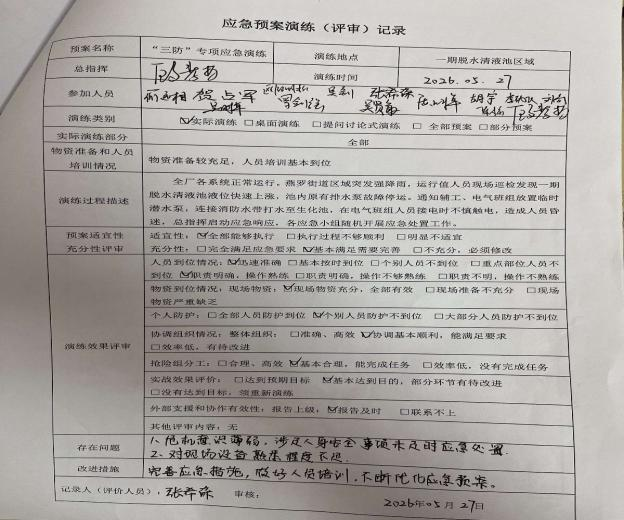 应急预案演练（评审）记录
预案名称 “三防”专项应急演练 演练地点 一期脱水清液池区域
总指挥 演练时间 2026.05.27
参加人员
演练类别 ☑实际演练 □桌面演练 □提问讨论式演练 □全部预案 □部分预案
实际演练部分 全部
物资准备和人员
培训情况 物资准备较充足，人员培训基本到位
全厂各系统正常运行，燕罗街道区域突发强降雨，运行值人员现场巡检发现一期
脱水清液池液位快速上涨，池内原有排水泵故障停运。通知辅工、电气班组放置临时
演练过程描述 潜水泵，连接消防水带打水至生化池，在电气班组人员接电时不慎触电，造成人员昏
迷，总指挥启动应急响应，各应急小组随机开展应急处置工作。
预案适宜性 适宜性：☑全部能够执行 □执行过程不够顺利 □明显不适宜
充分性评审 充分性：□完全满足应急要求 ☑基本满足需要完善 □不充分，必须修改
演练效果评审
人员到位情况：☑迅速准确 □基本按时到位 □个别人员不到位 □重点部位人员不
到位 ☑职责明确，操作熟练 □职责明确，操作不够熟练 □职责不明，操作不熟练
物资到位情况，现场物资：☑现场物资充分，全部有效 □现场准备不充分 □现场
物资严重缺乏
个人防护：□全部人员防护到位 ☑个别人员防护不到位 □大部分人员防护不到位
协调组织情况：整体组织：□准确、高效 ☑协调基本顺利，能满足要求
□效率低，有待改进
抢险组分工：□合理、高效 ☑基本合理，能完成任务 □效率低，没有完成任务
实战效果评价：□达到预期目标 ☑基本达到目的，部分环节有待改进
□没有达到目标，须重新演练
外部支援和协作有效性：报告上级：☑报告及时 □联系不上
其他评审内容：无
存在问题 1、危机意识薄弱，涉及人身安全事项未及时应急处置.
2、对现场设备熟悉程度不足.
改进措施 完善应急措施，做好人员培训，不断优化应急预案。
记录人（评价人员）： 张希 审核： 2026年05月27日